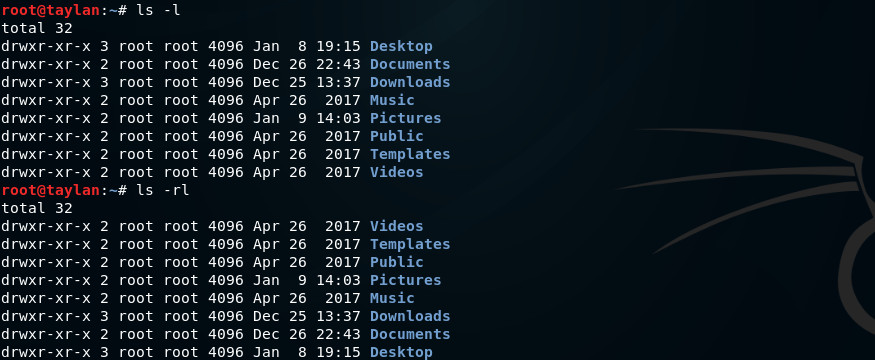 root@taylan:~# ls -l
total 32
drwxr-xr-x 3 root root 4096 Jan  8 19:15 Desktop
drwxr-xr-x 2 root root 4096 Dec 26 22:43 Documents
drwxr-xr-x 3 root root 4096 Dec 25 13:37 Downloads
drwxr-xr-x 2 root root 4096 Apr 26  2017 Music
drwxr-xr-x 2 root root 4096 Jan  9 14:03 Pictures
drwxr-xr-x 2 root root 4096 Apr 26  2017 Public
drwxr-xr-x 2 root root 4096 Apr 26  2017 Templates
drwxr-xr-x 2 root root 4096 Apr 26  2017 Videos
root@taylan:~# ls -rl
total 32
drwxr-xr-x 2 root root 4096 Apr 26  2017 Videos
drwxr-xr-x 2 root root 4096 Apr 26  2017 Templates
drwxr-xr-x 2 root root 4096 Apr 26  2017 Public
drwxr-xr-x 2 root root 4096 Jan  9 14:03 Pictures
drwxr-xr-x 2 root root 4096 Apr 26  2017 Music
drwxr-xr-x 3 root root 4096 Dec 25 13:37 Downloads
drwxr-xr-x 2 root root 4096 Dec 26 22:43 Documents
drwxr-xr-x 3 root root 4096 Jan  8 19:15 Desktop